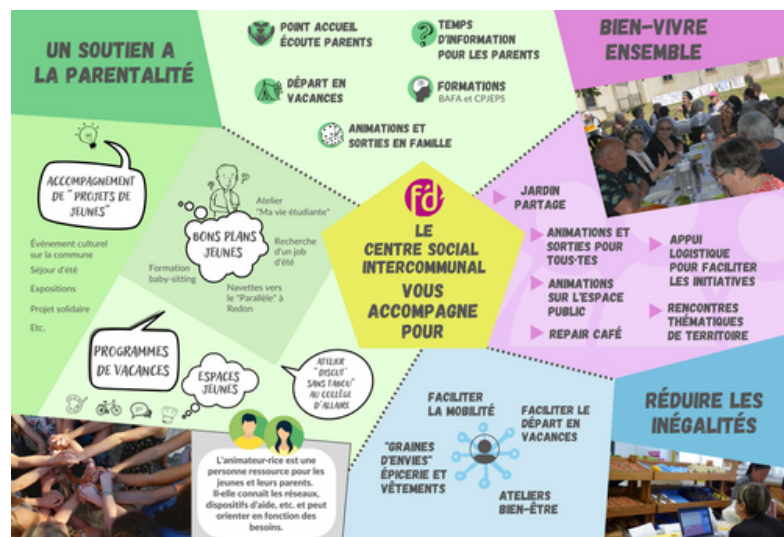 UN SOUTIEN A
LA PARENTALITÉ
POINT ACCUEIL
ÉCOUTE PARENTS
TEMPS
D'INFORMATION
POUR LES PARENTS
DÉPART EN
VACANCES
FORMATIONS
BAFA et CPJEPS
ANIMATIONS ET
SORTIES EN FAMILLE
BIEN-VIVRE
ENSEMBLE
ACCOMPAGNEMENT
DE "PROJETS DE
JEUNES"
Événement culturel
sur la commune
Séjour d'été
Expositions
Projet solidaire
Etc.
Atelier
"Ma vie étudiante"
BONS PLANS
JEUNES
Recherche
d'un job
d'été
Formation
baby-sitting
Navettes vers
le "Parallèle" à
Redon
PROGRAMMES
DE VACANCES
ESPACES
JEUNES
ATELIER
"DISCUT'
SANS TABOU"
AU COLLÈGE
D'ALLAIRE
L'animateur-rice est une
personne ressource pour les
jeunes et leurs parents.
Il-elle connaît les réseaux,
dispositifs d'aide, etc. et peut
orienter en fonction des
besoins.
fd
LE
CENTRE SOCIAL
INTERCOMMUNAL
VOUS
ACCOMPAGNE
POUR
JARDIN
PARTAGE
ANIMATIONS ET
SORTIES POUR
TOUS·TES
ANIMATIONS
SUR L'ESPACE
PUBLIC
REPAIR CAFÉ
APPUI
LOGISTIQUE
POUR FACILITER
LES INITIATIVES
RENCONTRES
THÉMATIQUES
DE TERRITOIRE
FACILITER
LA MOBILITÉ
FACILITER LE
DÉPART EN
VACANCES
"GRAINES
D'ENVIES"
ÉPICERIE ET
VÊTEMENTS
ATELIERS
BIEN-ÊTRE
RÉDUIRE LES
INÉGALITÉS